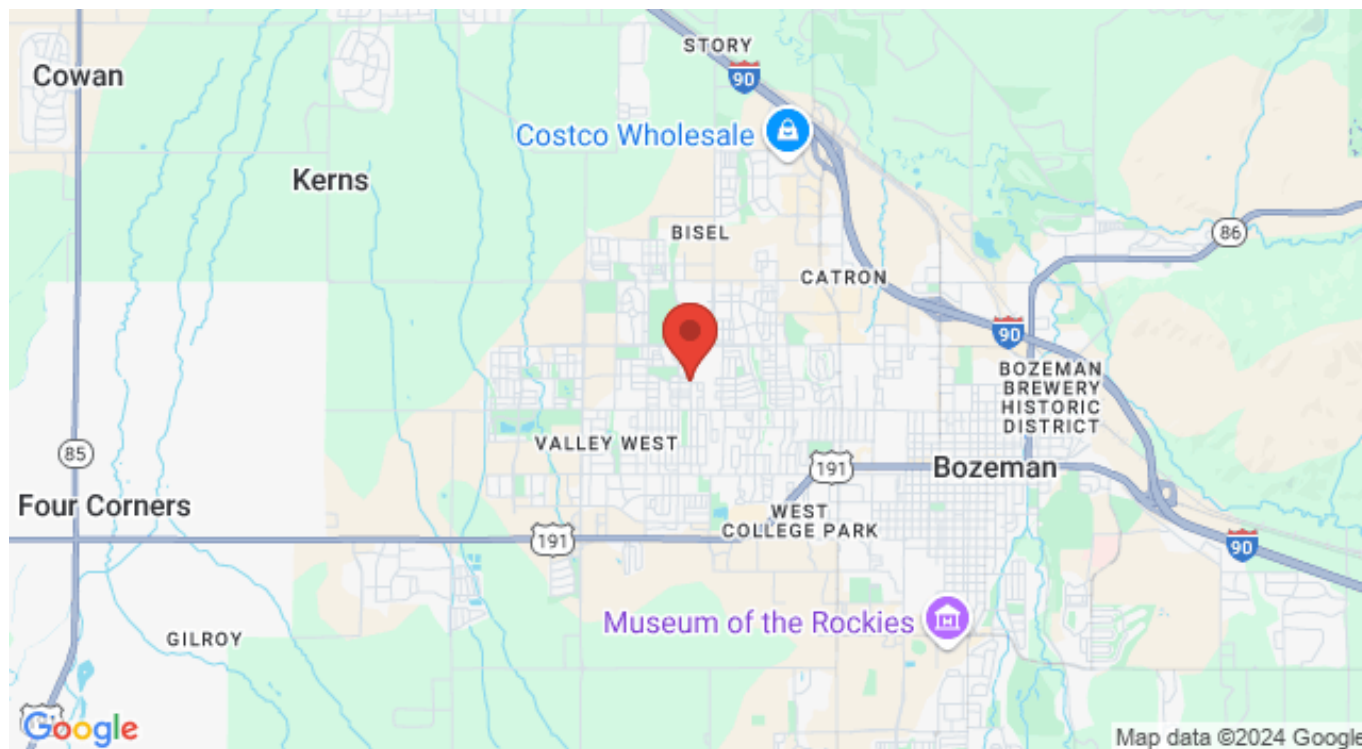 STORY
90
Cowan
Costco Wholesale
Kerns
BISEL
86
CATRON
90
BOZEMAN
BREWERY
HISTORIC
DISTRICT
VALLEY WEST
85
191
Bozeman
Four Corners
WEST
COLLEGE PARK
191
90
Museum of the Rockies
GILROY
Google
Map data ©2024 Google